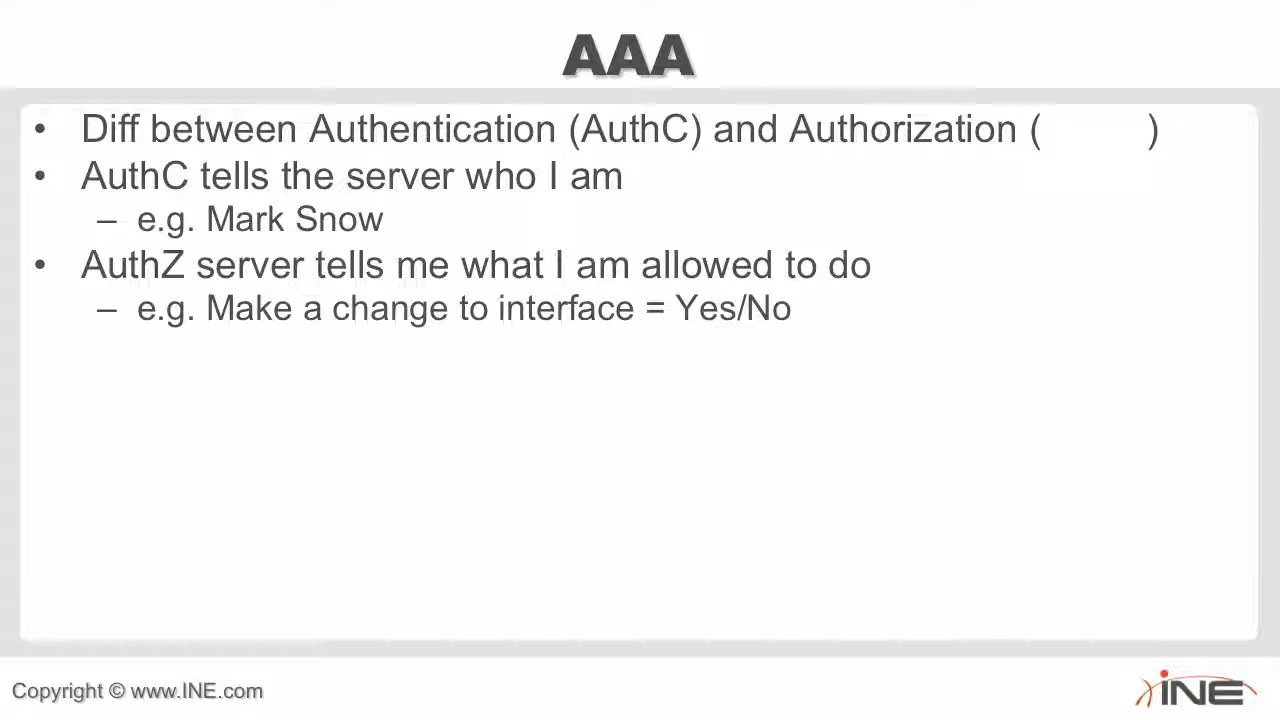 AAA
• Diff between Authentication (AuthC) and Authorization ( )
• AuthC tells the server who I am
– e.g. Mark Snow
• AuthZ server tells me what I am allowed to do
– e.g. Make a change to interface = Yes/No
Copyright © www.INE.com
INE